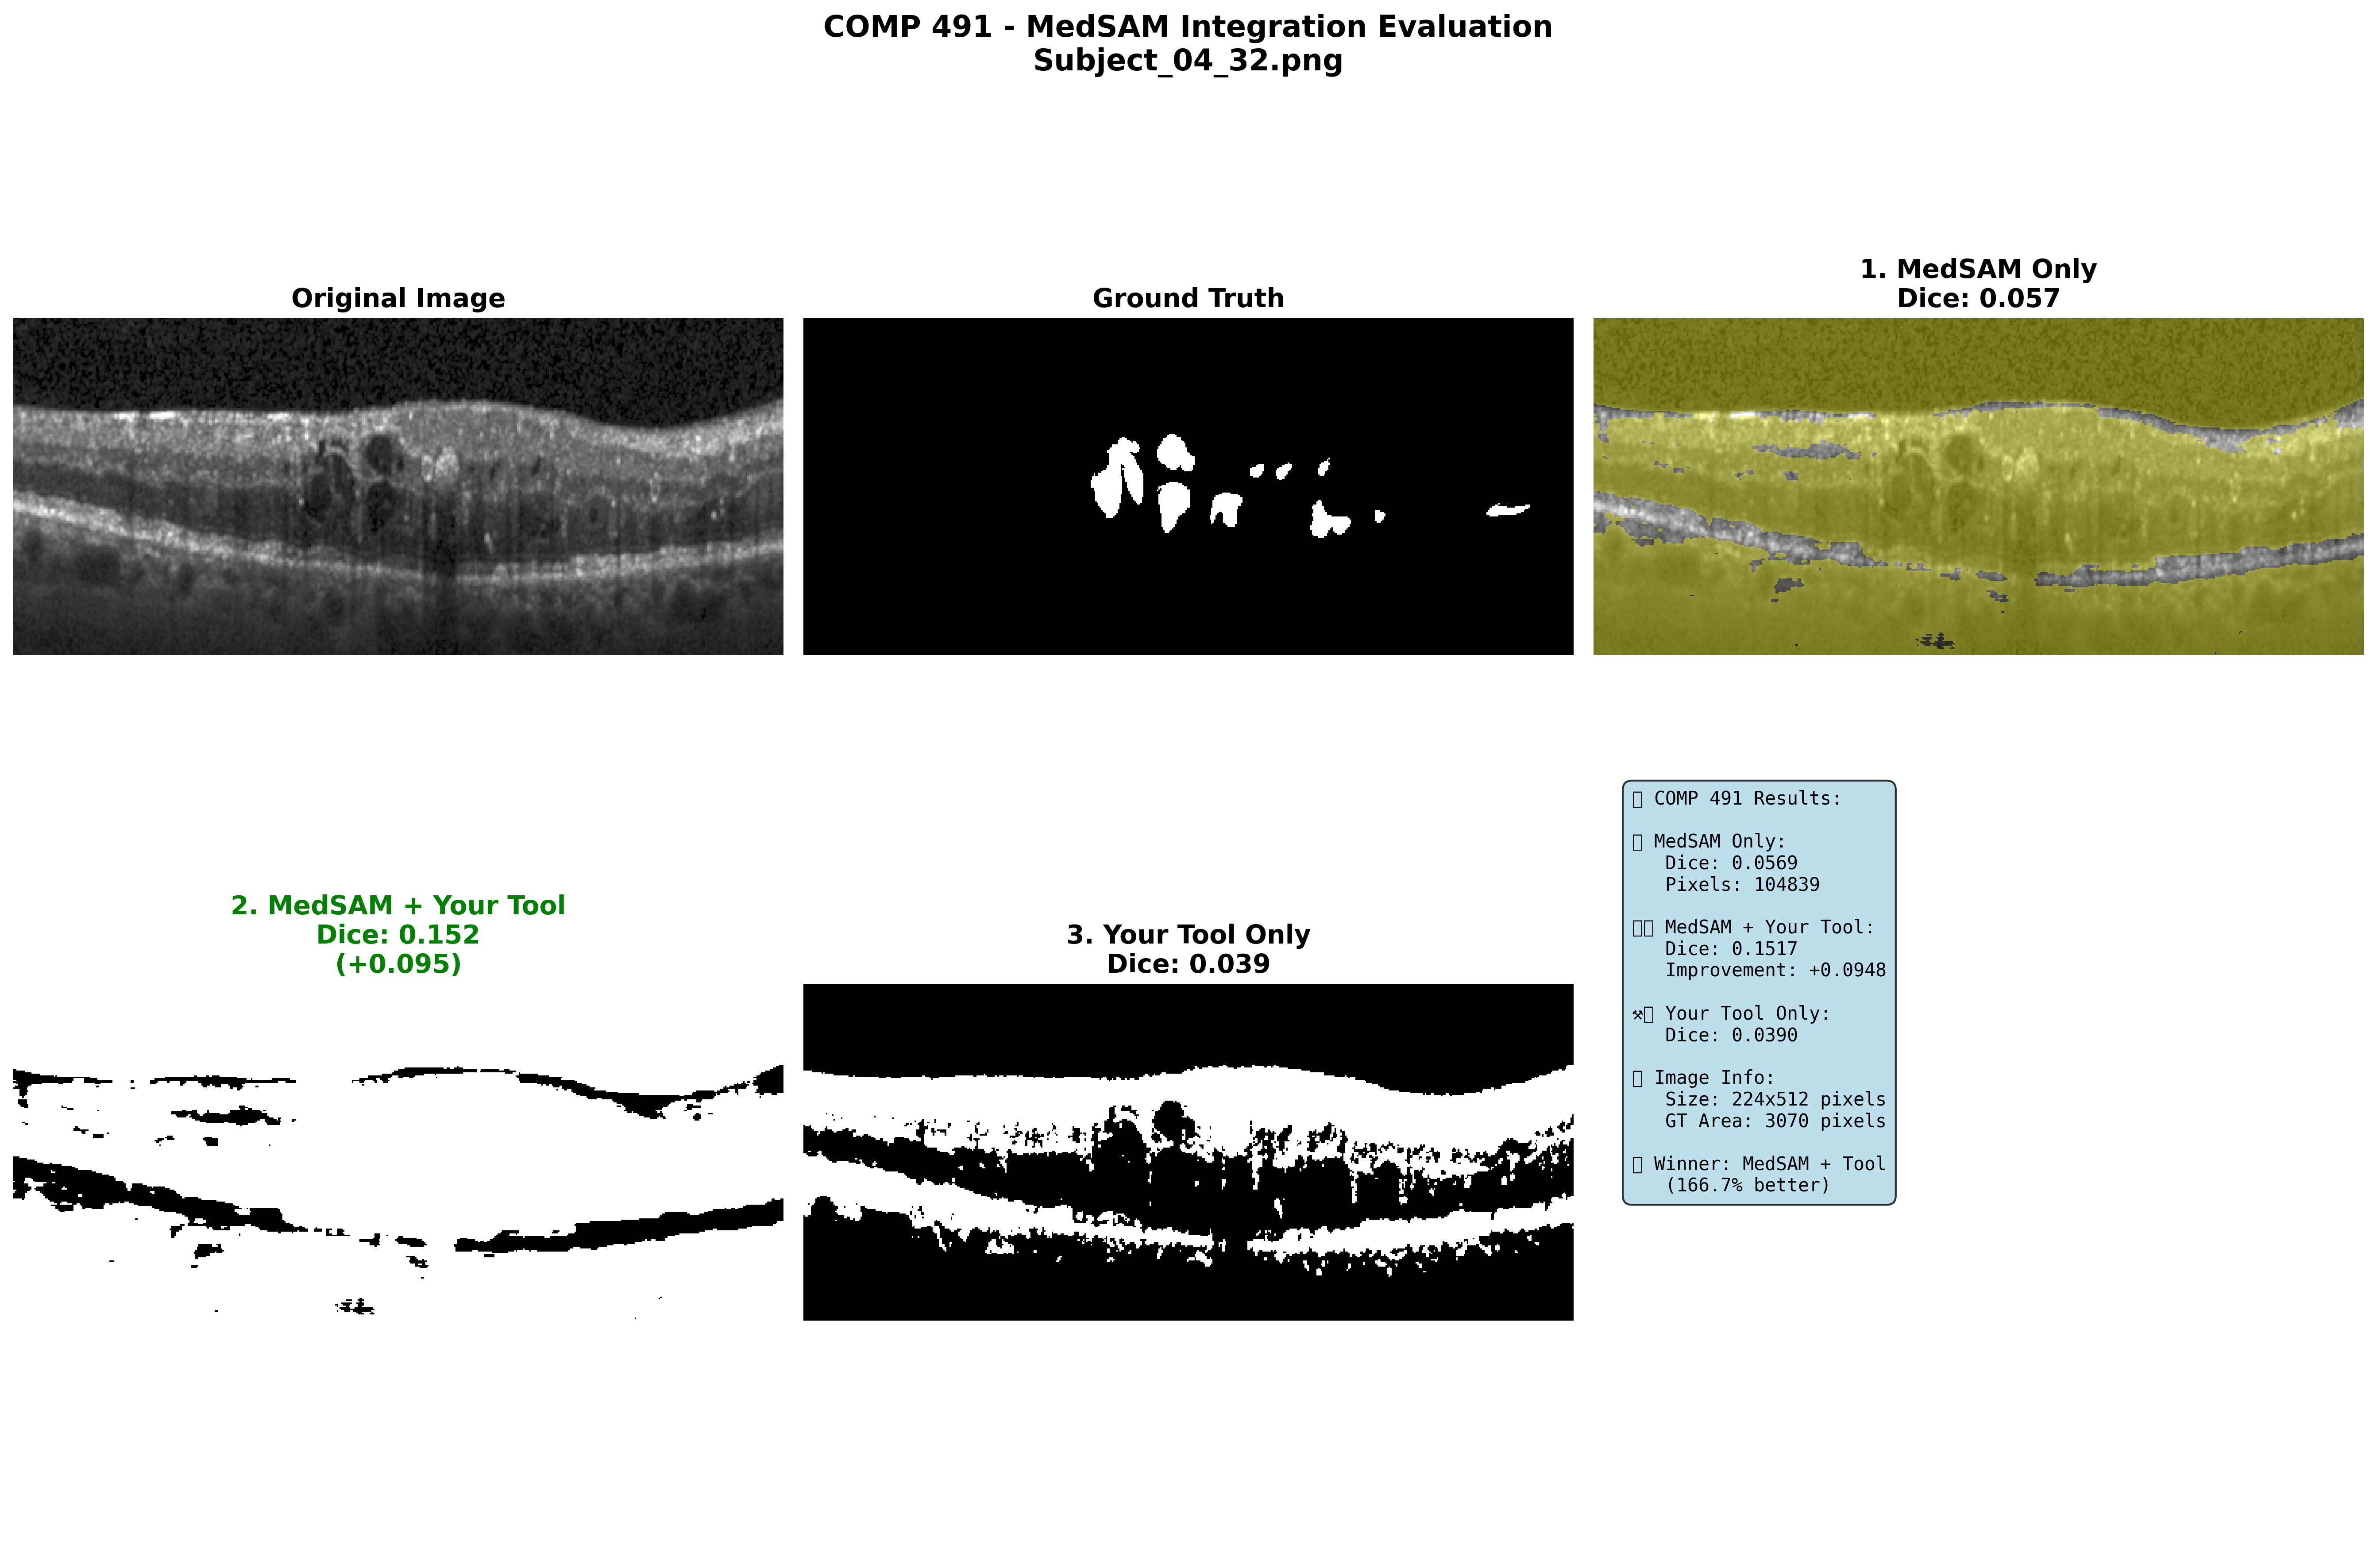 COMP 491 - MedSAM Integration Evaluation
Subject_04_32.png
Original Image
Ground Truth
1. MedSAM Only
Dice: 0.057
2. MedSAM + Your Tool
Dice: 0.152
(+0.095)
3. Your Tool Only
Dice: 0.039
COMP 491 Results:
MedSAM Only:
Dice: 0.0569
Pixels: 104839
MedSAM + Your Tool:
Dice: 0.1517
Improvement: +0.0948
⚒ Your Tool Only:
Dice: 0.0390
Image Info:
Size: 224x512 pixels
GT Area: 3070 pixels
Winner: MedSAM + Tool
(166.7% better)